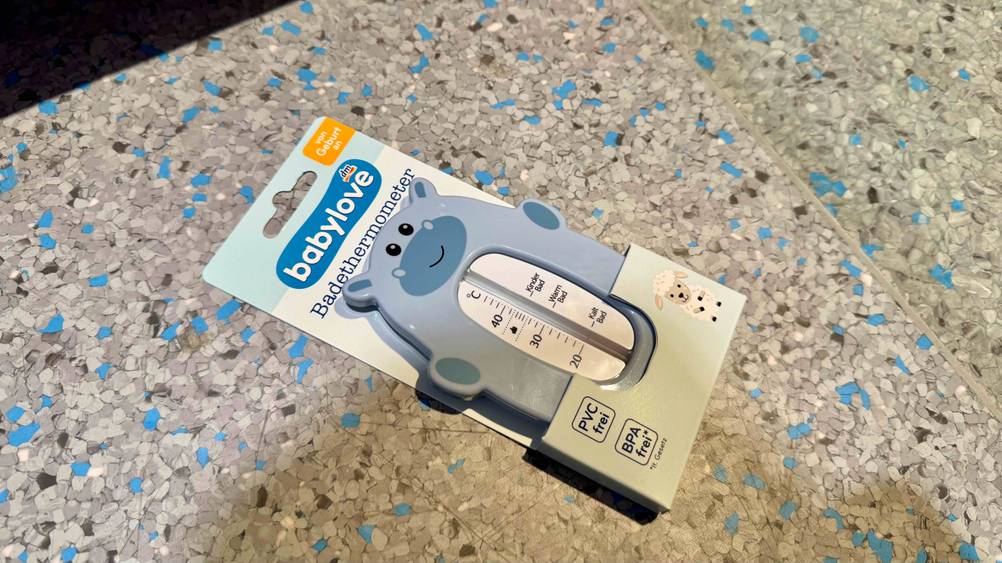 von
Geburt
an
dm
babylove
Badethermometer
°C
40
30
20
Kinder
Bad
Warm
Bad
Kalt
Bad
PVC
frei
BPA
frei*
*lt. Gesetz